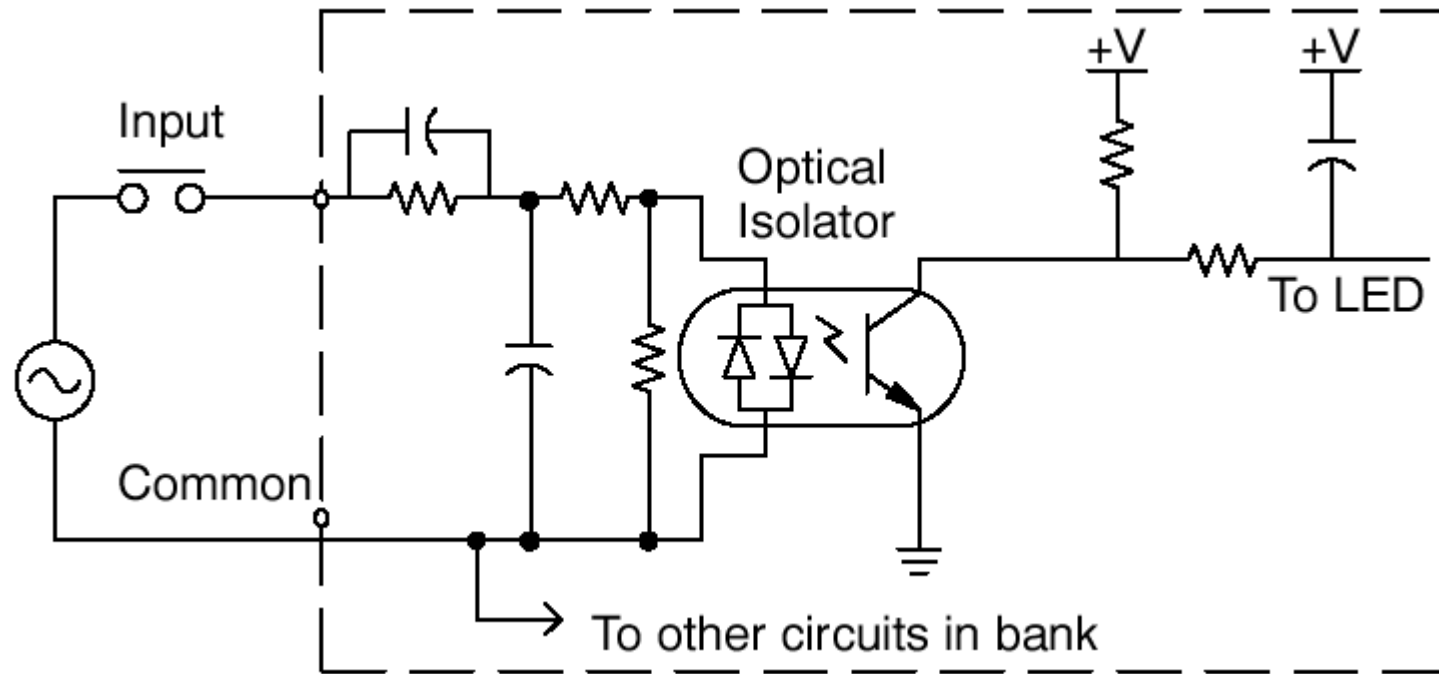 +V
+V
Input
Optical
Isolator
To LED
Common
To other circuits in bank